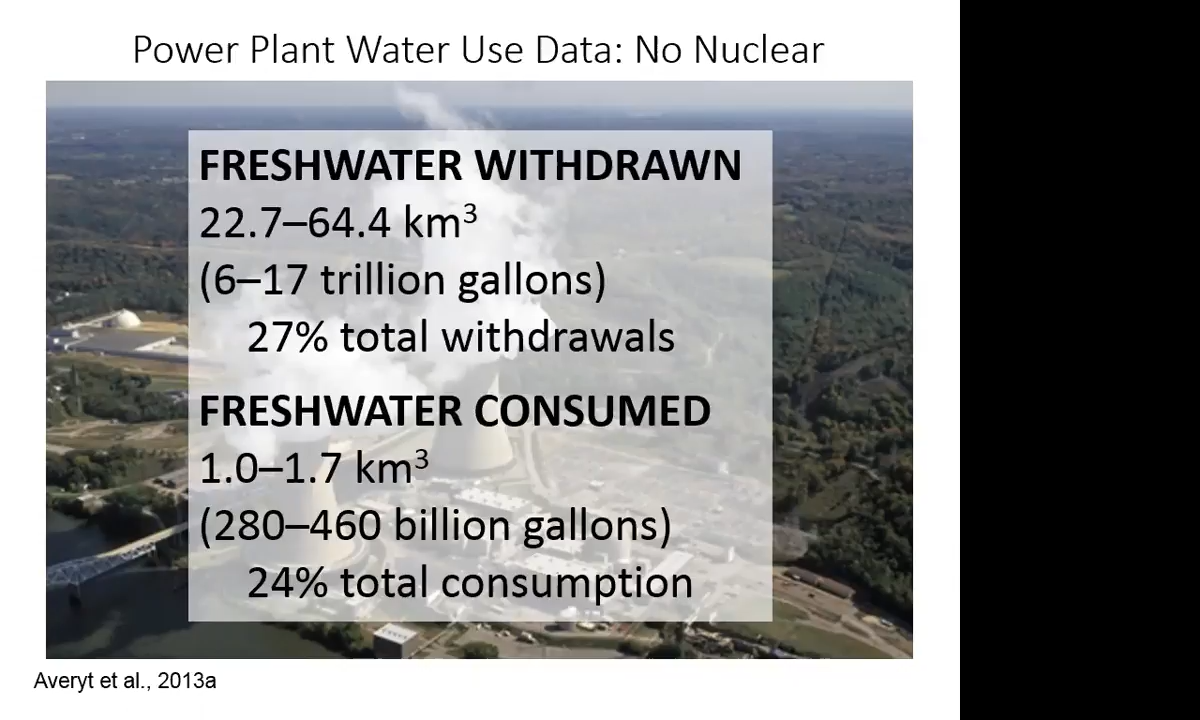 Power Plant Water Use Data: No Nuclear
FRESHWATER WITHDRAWN
22.7–64.4 km³
(6–17 trillion gallons)
27% total withdrawals
FRESHWATER CONSUMED
1.0–1.7 km³
(280–460 billion gallons)
24% total consumption
Averyt et al., 2013a